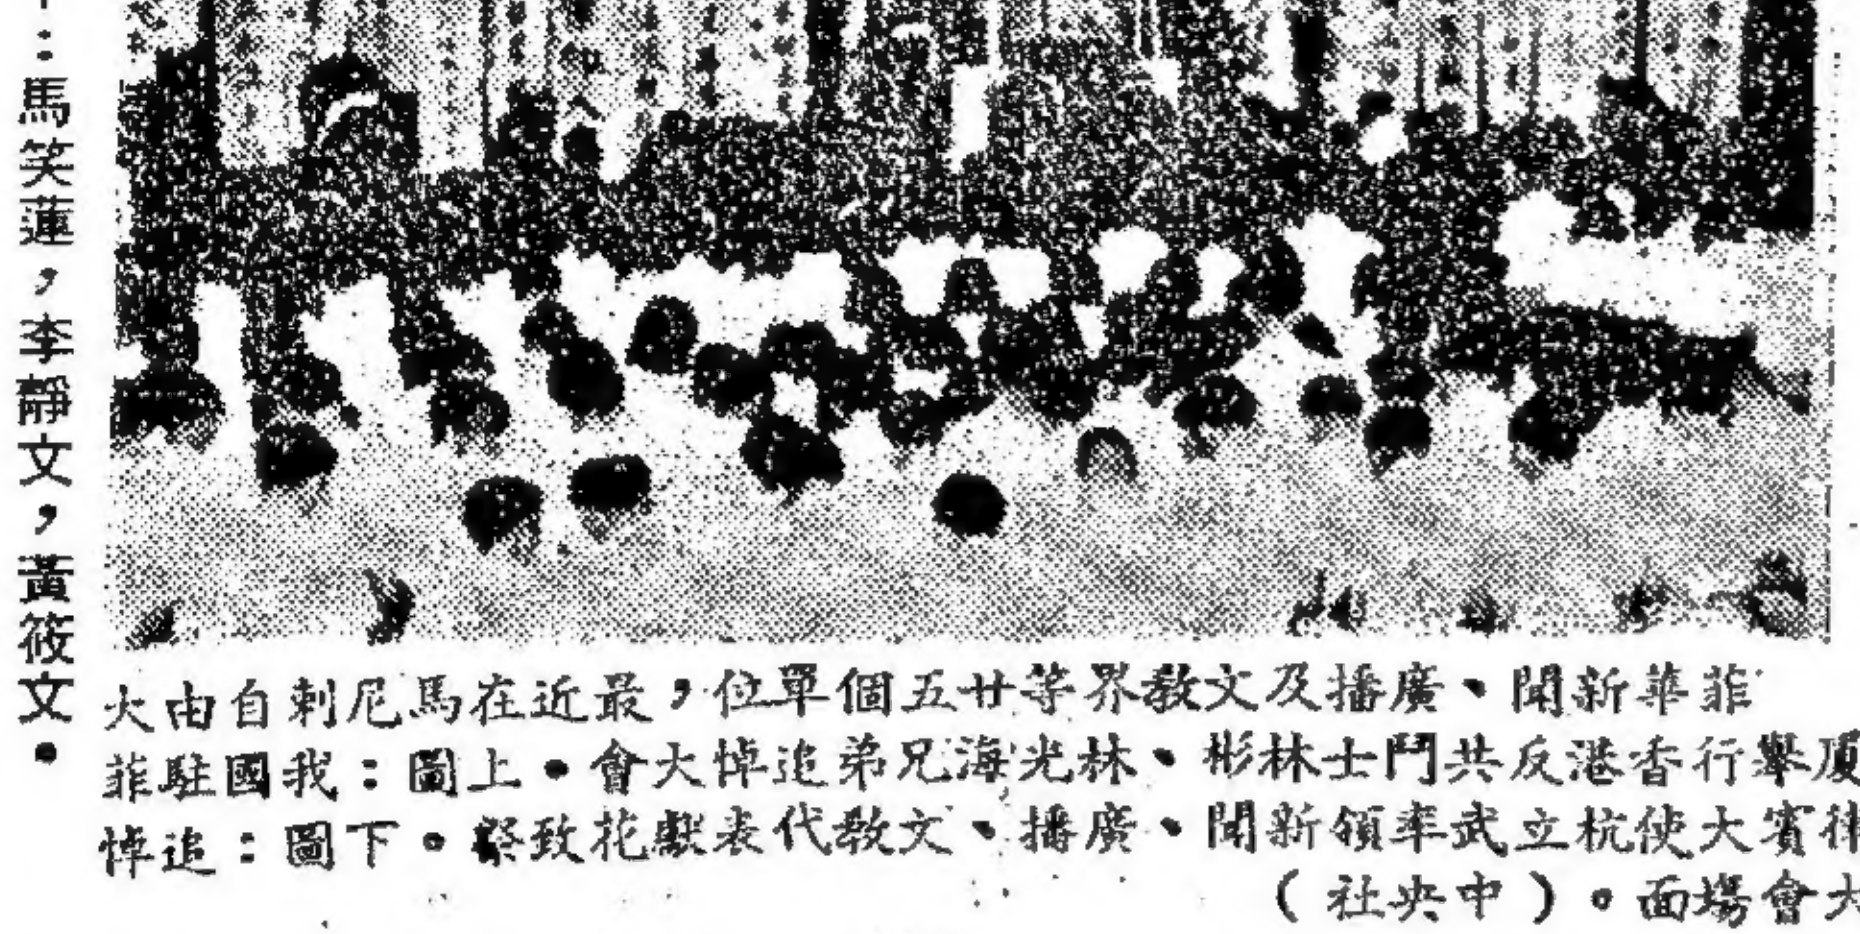 菲華新聞、廣播及文教界等廿五個單位，最近在馬尼剌自由大
厦舉行香港反共鬥士林彬、林光海兄弟追悼大會。上圖：我國駐菲
律賓大使杭立武率領新聞、廣播、文教代表獻花致祭。下圖：追悼
大會場面。（中央社）
：馬笑蓮，李靜文，黃筱文。